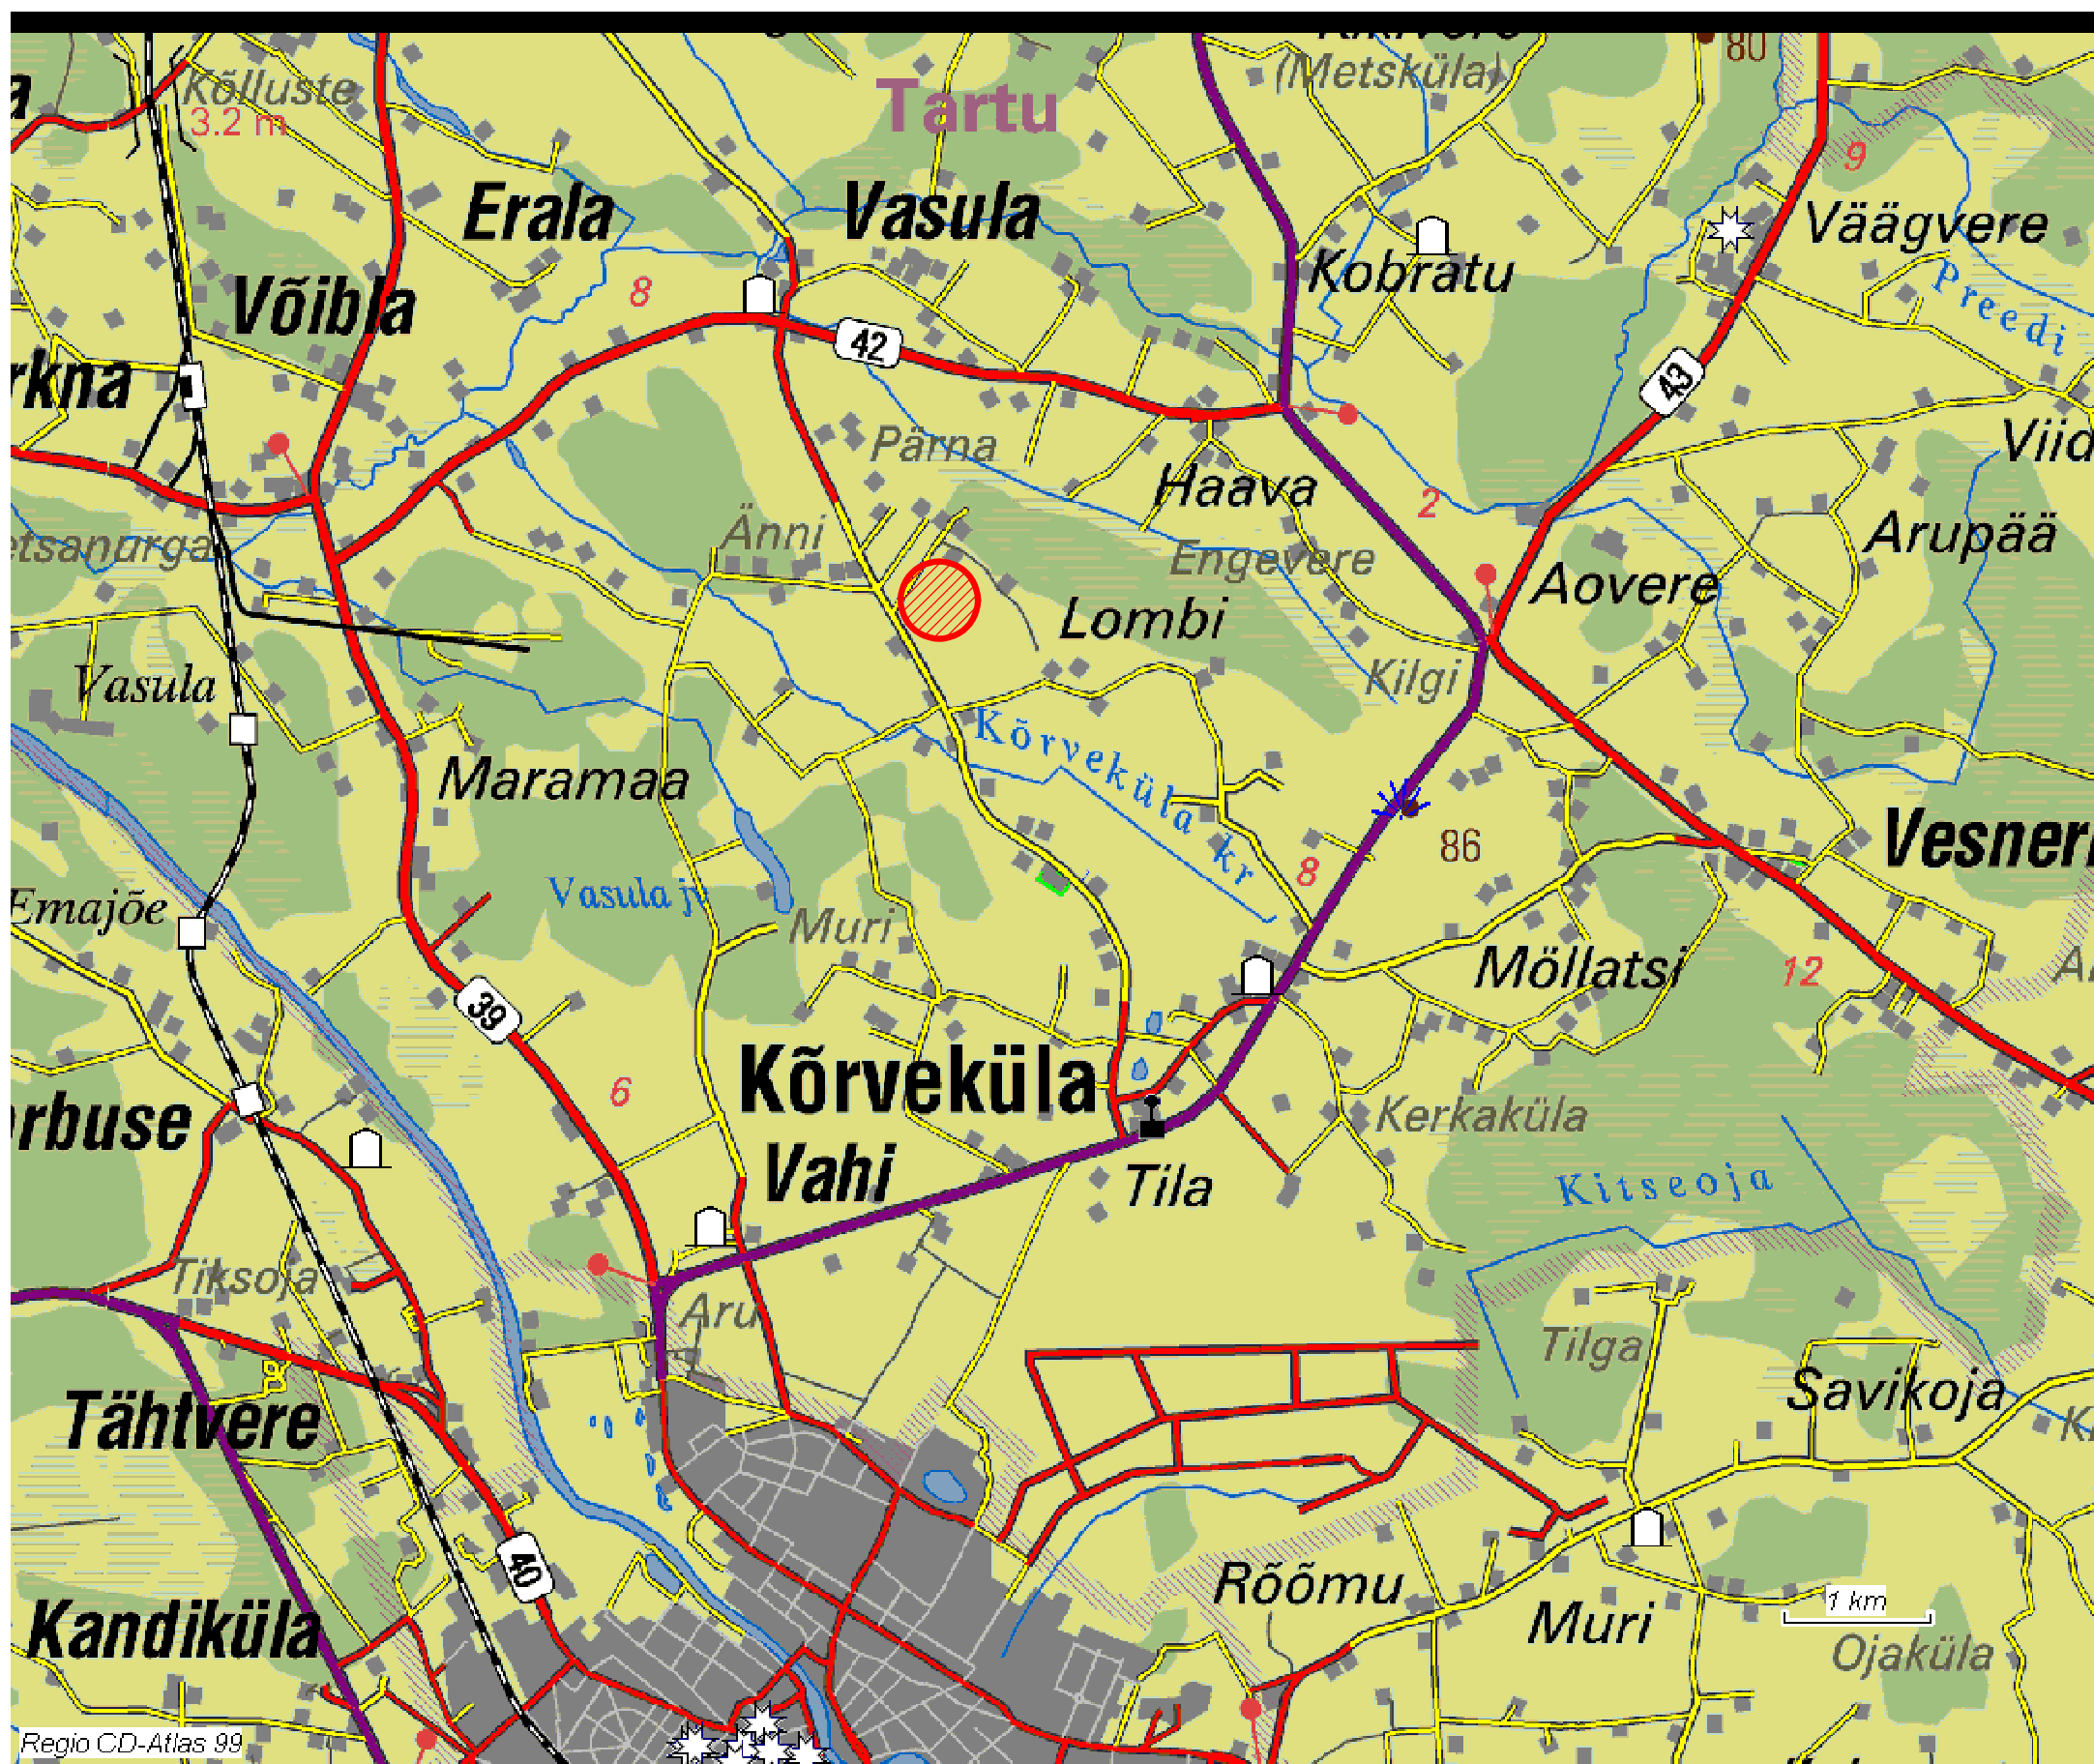 80
(Metsküla)
Kõlluste
3.2 m
Tartu
9
Erala
Vasula
Väägvere
Kobratu
Preedi
Võibla
8
42
43
rkna
Pärna
Viid
Haava
2
Änni
Arupää
etsanurga
Engevere
Aovere
Lombi
Vasula
Kilgi
Kõrveküla kr
Maramaa
86
Vesneri
8
Vasula jv
Emajõe
Muri
Möllatsi
12
39
Kõrveküla
6
rbuse
Kerkaküla
Vahi
Tila
Kitseoja
Tiksoja
Aru
Tilga
Savikoja
Tähtvere
40
Rõõmu
1 km
Kandiküla
Muri
Ojaküla
Regio CD-Atlas 99